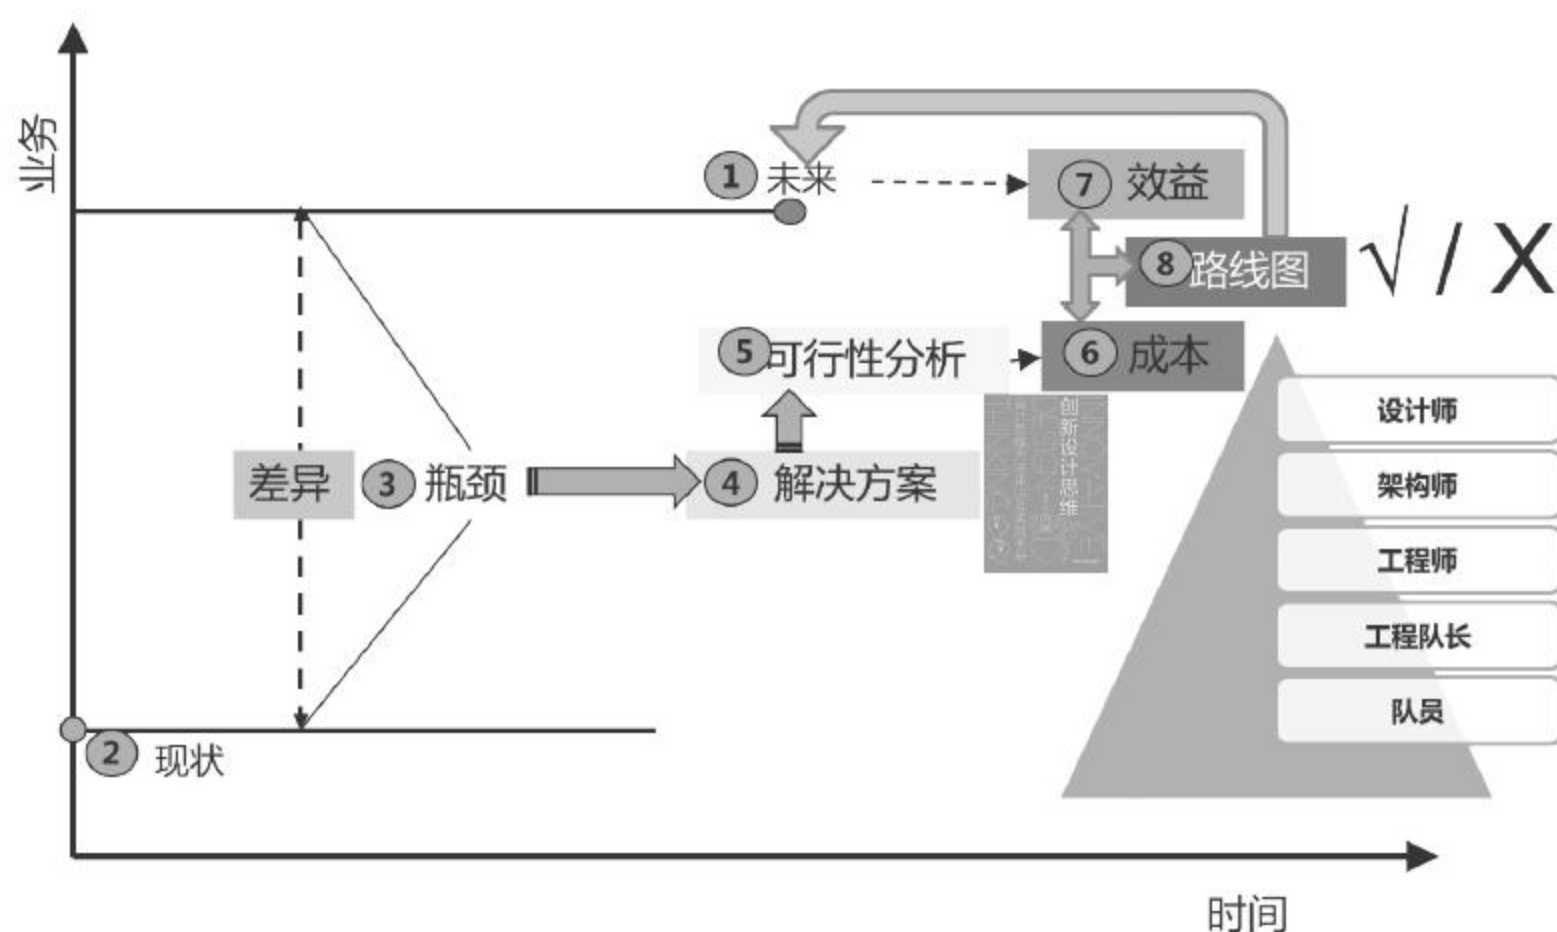 业务
1 未来
7 效益
8 路线图
√ / X
5 可行性分析
6 成本
差异
3 瓶颈
4 解决方案
创新设计思维
2 现状
设计师
架构师
工程师
工程队长
队员
时间